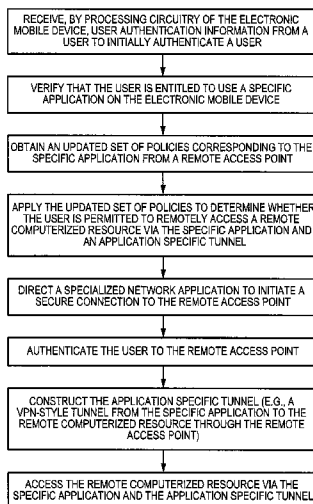 RECEIVE, BY PROCESSING CIRCUITRY OF THE ELECTRONIC
MOBILE DEVICE, USER AUTHENTICATION INFORMATION FROM A
USER TO INITIALLY AUTHENTICATE A USER
VERIFY THAT THE USER IS ENTITLED TO USE A SPECIFIC
APPLICATION ON THE ELECTRONIC MOBILE DEVICE
OBTAIN AN UPDATED SET OF POLICIES CORRESPONDING TO THE
SPECIFIC APPLICATION FROM A REMOTE ACCESS POINT
APPLY THE UPDATED SET OF POLICIES TO DETERMINE WHETHER
THE USER IS PERMITTED TO REMOTELY ACCESS A REMOTE
COMPUTERIZED RESOURCE VIA THE SPECIFIC APPLICATION AND
AN APPLICATION SPECIFIC TUNNEL
DIRECT A SPECIALIZED NETWORK APPLICATION TO INITIATE A
SECURE CONNECTION TO THE REMOTE ACCESS POINT
AUTHENTICATE THE USER TO THE REMOTE ACCESS POINT
CONSTRUCT THE APPLICATION SPECIFIC TUNNEL (E.G., A
VPN-STYLE TUNNEL FROM THE SPECIFIC APPLICATION TO THE
REMOTE COMPUTERIZED RESOURCE THROUGH THE REMOTE
ACCESS POINT)
ACCESS THE REMOTE COMPUTERIZED RESOURCE VIA THE
SPECIFIC APPLICATION AND THE APPLICATION SPECIFIC TUNNEL